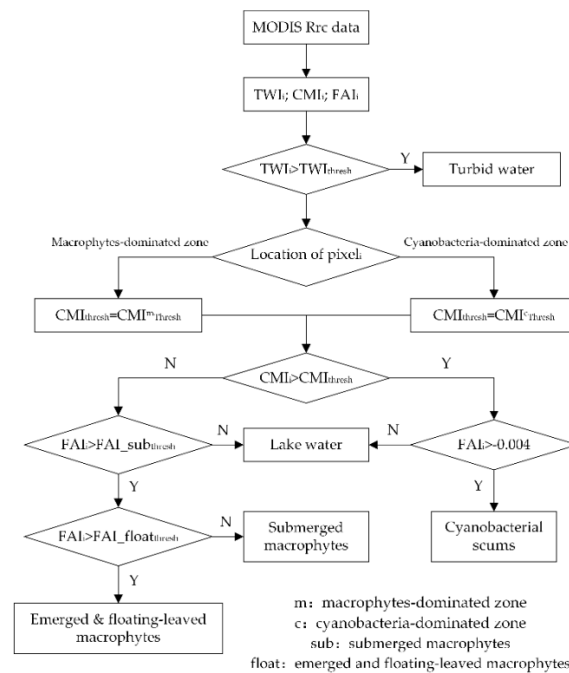 MODIS Rrc data
TWIᵢ; CMIᵢ; FAIᵢ
TWIᵢ>TWIthresh
Y
Turbid water
Macrophytes-dominated zone
Location of pixelᵢ
Cyanobacteria-dominated zone
CMIthresh=CMIᵐThresh
CMIthresh=CMIᶜThresh
N
CMIᵢ>CMIthresh
Y
FAIᵢ>FAI_subthresh
N
Lake water
N
FAIᵢ>-0.004
Y
Y
FAIᵢ>FAI_floatthresh
N
Submerged
macrophytes
Cyanobacterial
scums
Y
Emerged & floating-leaved
macrophytes
m: macrophytes-dominated zone
c: cyanobacteria-dominated zone
sub: submerged macrophytes
float: emerged and floating-leaved macrophytes